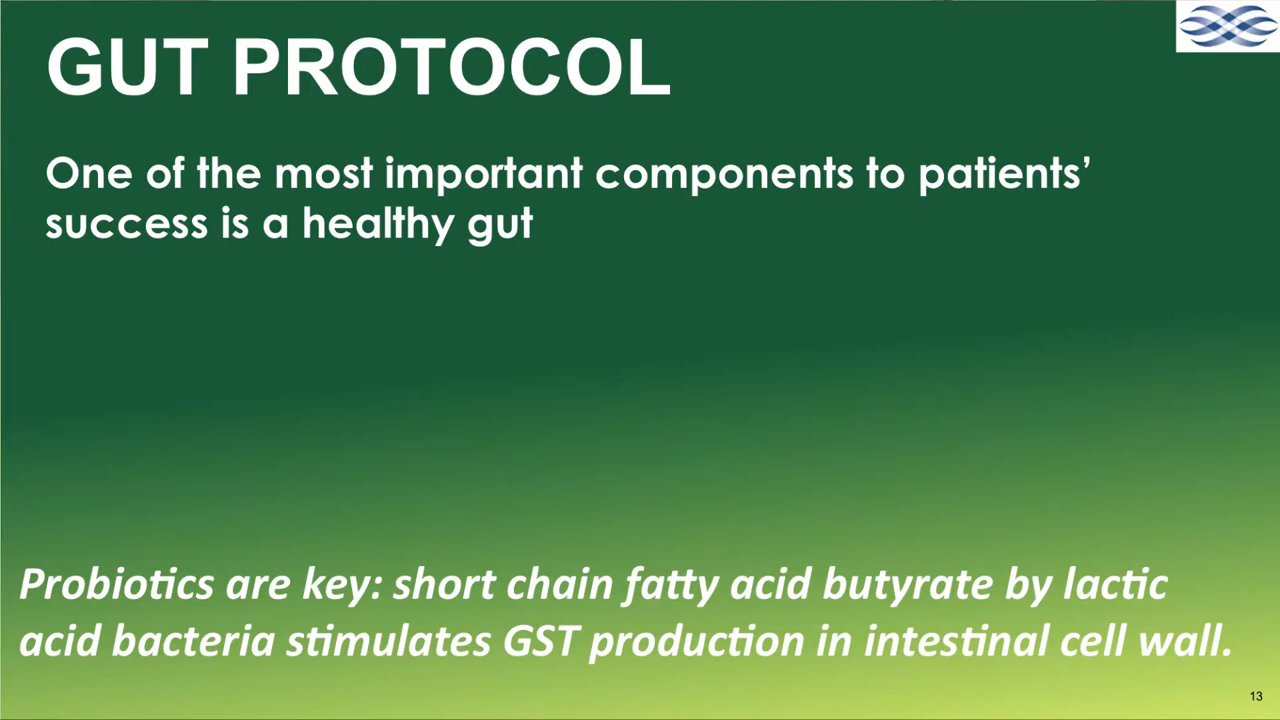 GUT PROTOCOL
One of the most important components to patients’
success is a healthy gut
Probiotics are key: short chain fatty acid butyrate by lactic
acid bacteria stimulates GST production in intestinal cell wall.
13